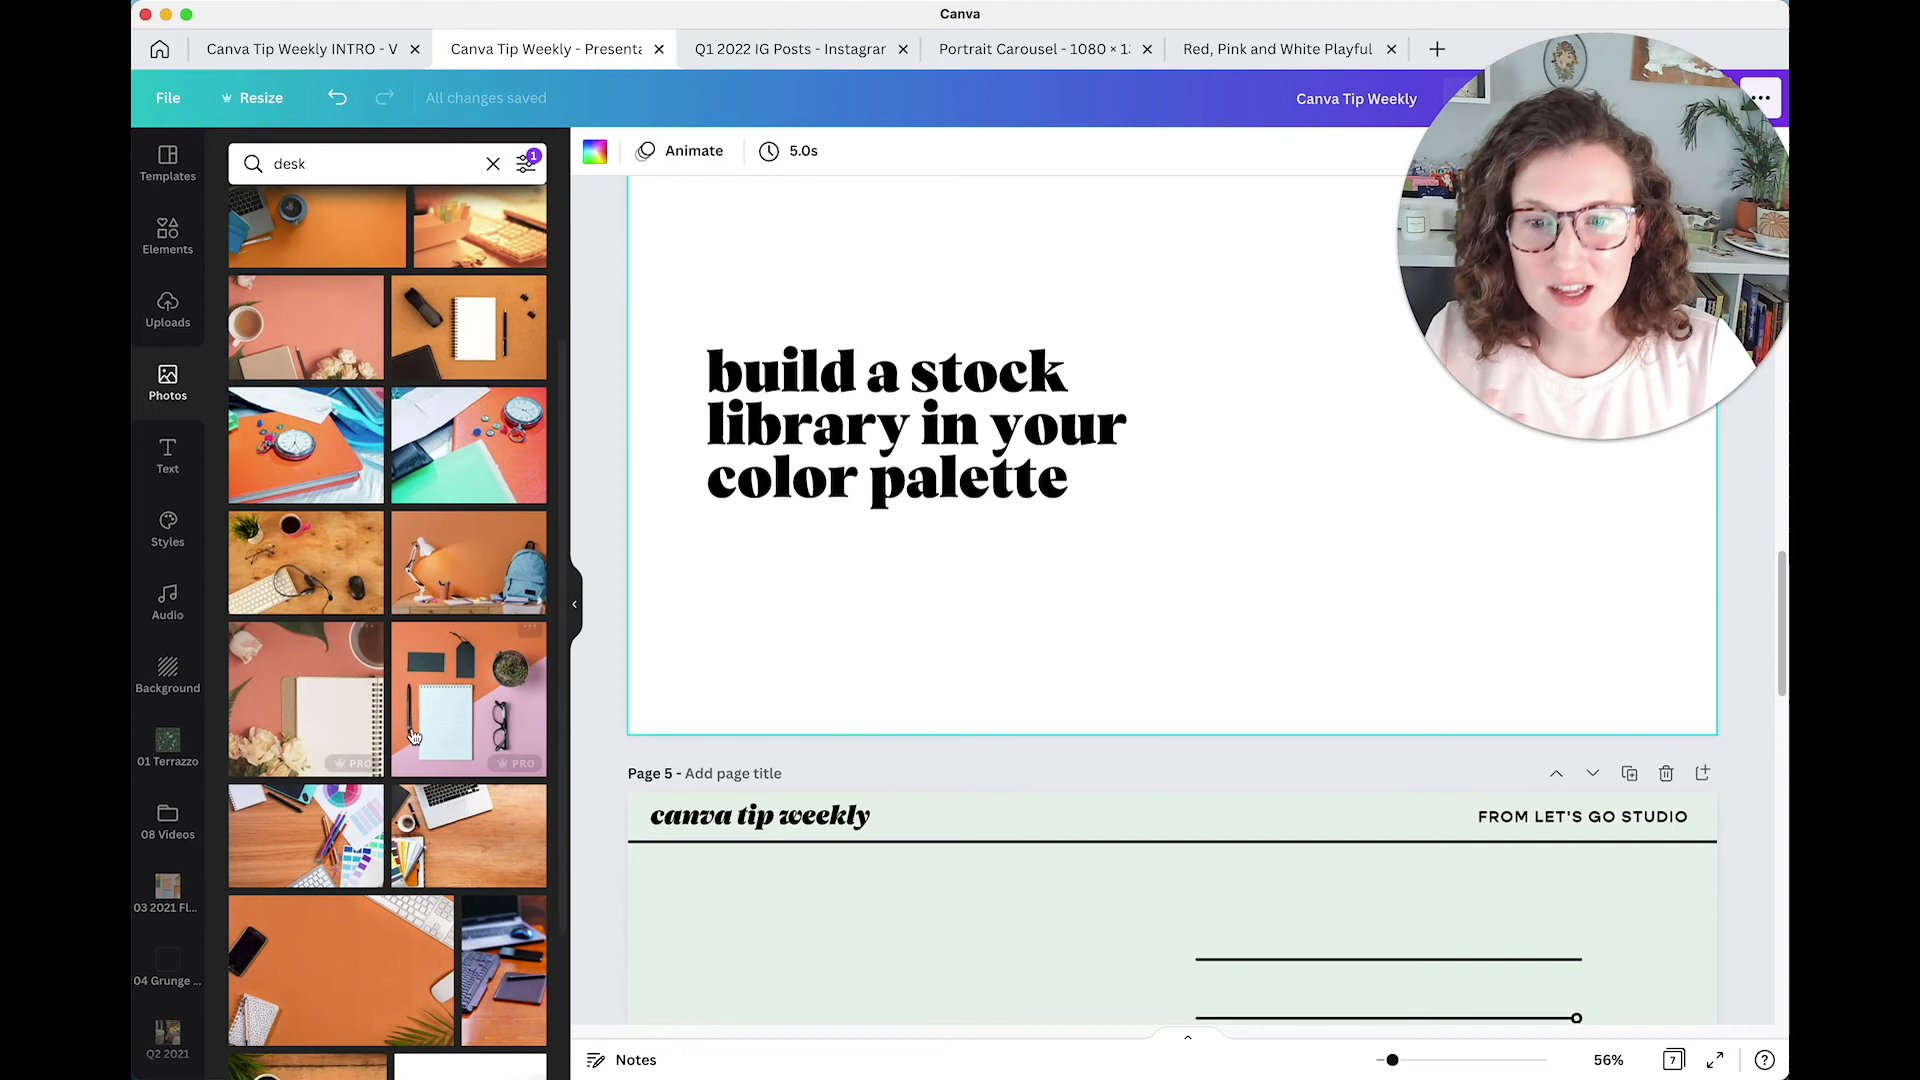 Canva
Canva Tip Weekly INTRO - V
Canva Tip Weekly - Presenta
Q1 2022 IG Posts - Instagrar
Portrait Carousel - 1080 × 1:
Red, Pink and White Playful
File
Resize
All changes saved
Canva Tip Weekly
Templates
Elements
Uploads
Photos
Text
Styles
Audio
Background
01 Terrazzo
08 Videos
03 2021 Fl...
04 Grunge ...
Q2 2021
desk
1
PRO
PRO
Animate
5.0s
build a stock
library in your
color palette
Page 5 - Add page title
canva tip weekly
FROM LET'S GO STUDIO
Notes
56%
7